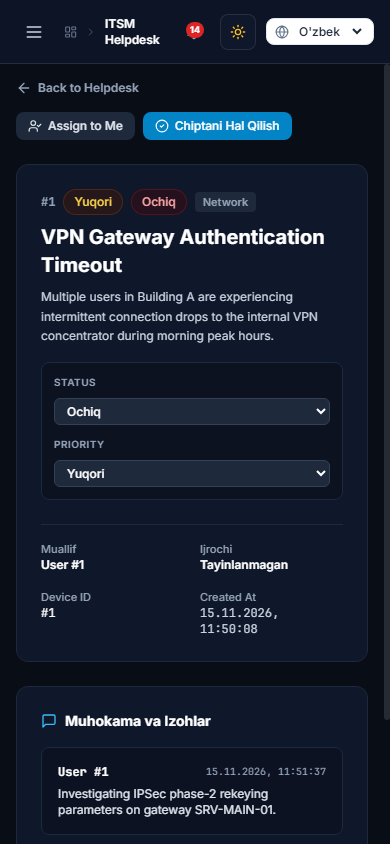 ITSM
Helpdesk
14
O'zbek
Back to Helpdesk
Assign to Me
Chiptani Hal Qilish
#1 Yuqori Ochiq Network
VPN Gateway Authentication
Timeout
Multiple users in Building A are experiencing
intermittent connection drops to the internal VPN
concentrator during morning peak hours.
STATUS
Ochiq
PRIORITY
Yuqori
Muallif
User #1
Ijrochi
Tayinlanmagan
Device ID
#1
Created At
15.11.2026,
11:50:08
Muhokama va Izohlar
User #1 15.11.2026, 11:51:37
Investigating IPSec phase-2 rekeying
parameters on gateway SRV-MAIN-01.